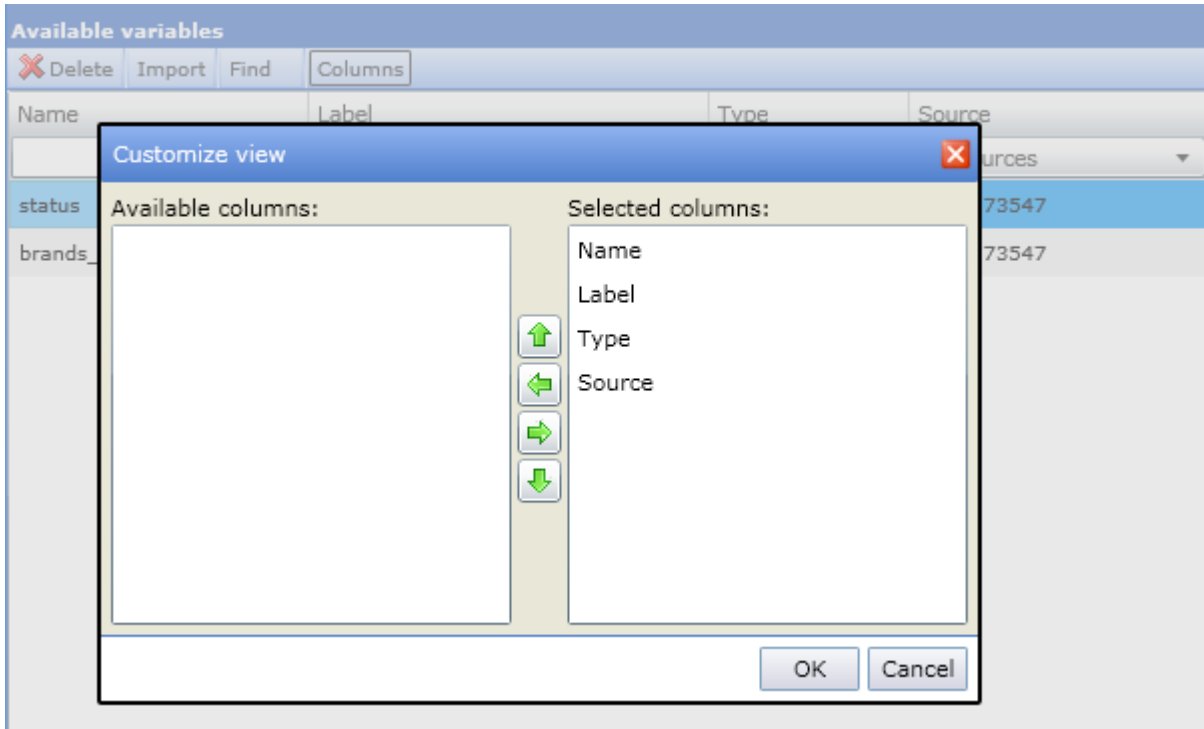 Available variables
Delete Import Find Columns
Name Label Type Source
Customize view
urces
status Available columns: Selected columns: 73547
brands_ Name 73547
Label
Type
Source
OK Cancel